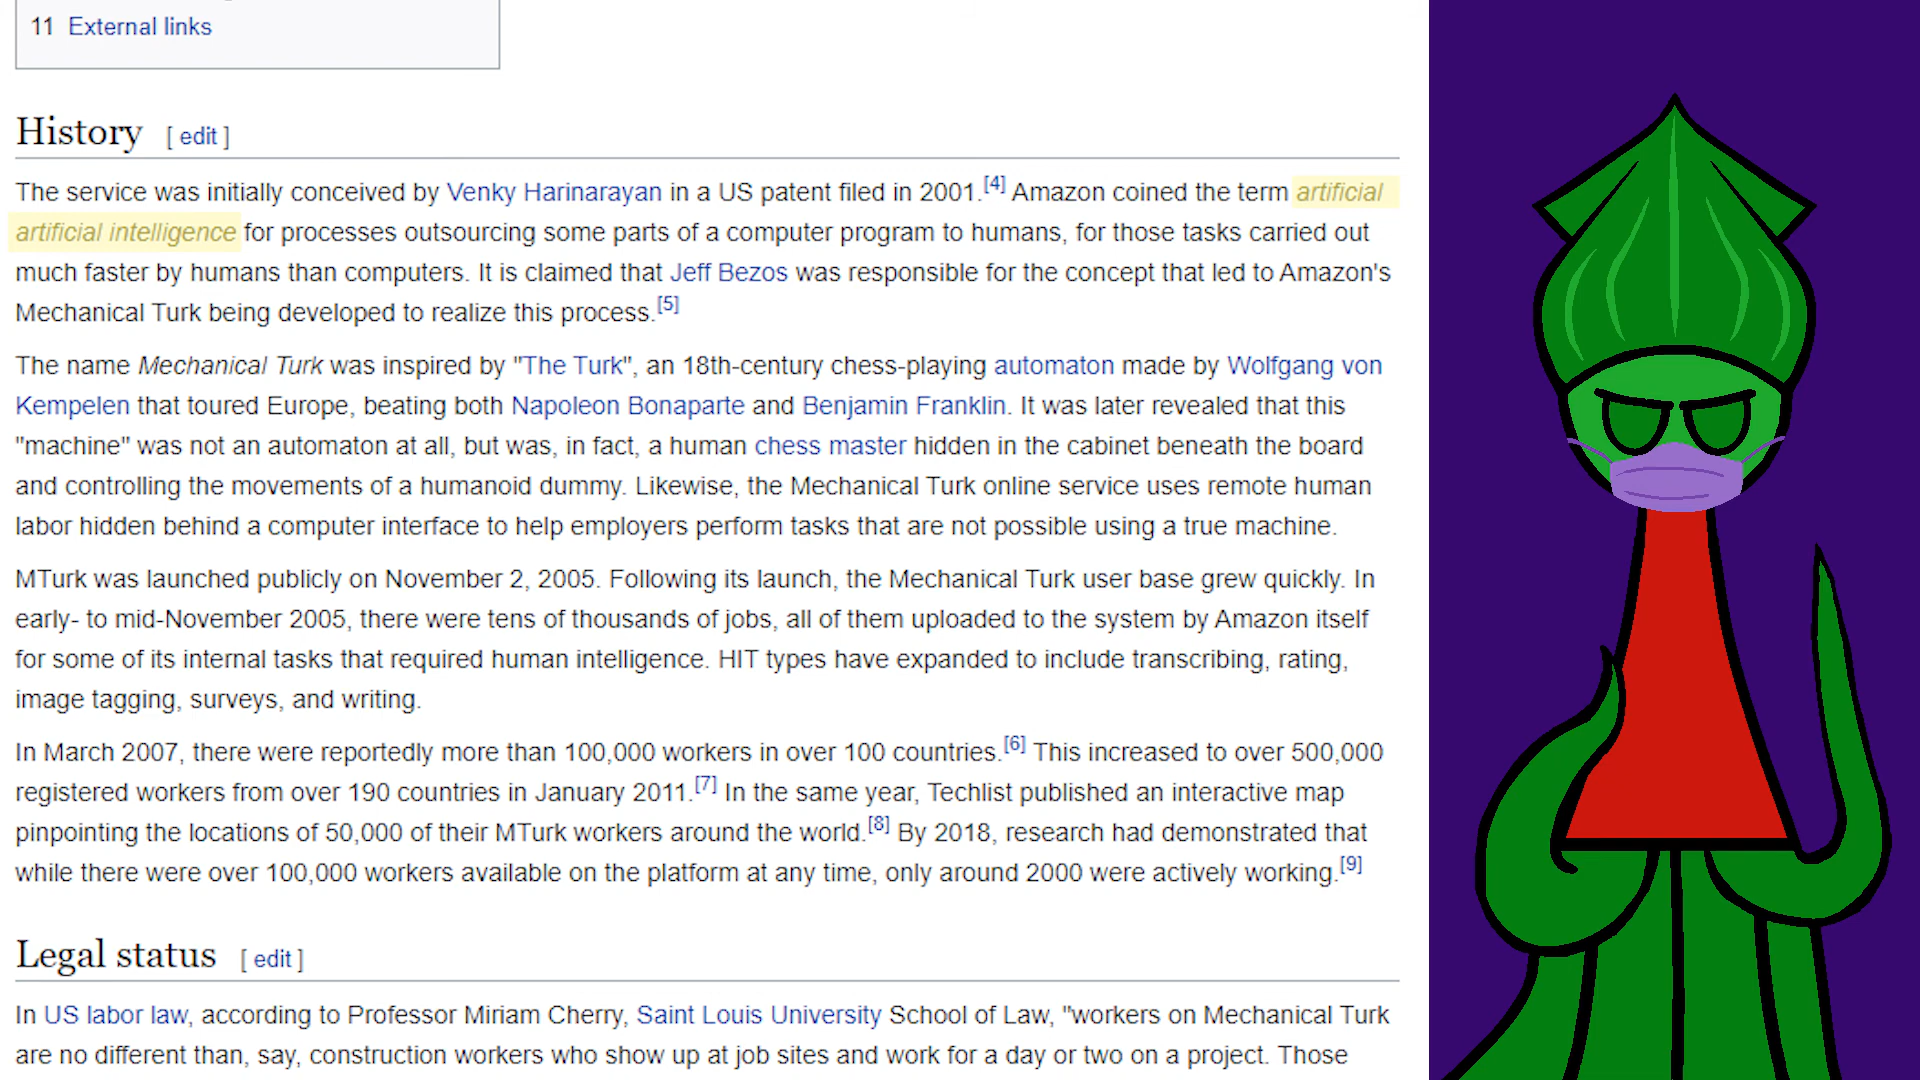 11 External links
History [ edit ]
The service was initially conceived by Venky Harinarayan in a US patent filed in 2001.[4] Amazon coined the term artificial
artificial intelligence for processes outsourcing some parts of a computer program to humans, for those tasks carried out
much faster by humans than computers. It is claimed that Jeff Bezos was responsible for the concept that led to Amazon's
Mechanical Turk being developed to realize this process.[5]
The name Mechanical Turk was inspired by "The Turk", an 18th-century chess-playing automaton made by Wolfgang von
Kempelen that toured Europe, beating both Napoleon Bonaparte and Benjamin Franklin. It was later revealed that this
"machine" was not an automaton at all, but was, in fact, a human chess master hidden in the cabinet beneath the board
and controlling the movements of a humanoid dummy. Likewise, the Mechanical Turk online service uses remote human
labor hidden behind a computer interface to help employers perform tasks that are not possible using a true machine.
MTurk was launched publicly on November 2, 2005. Following its launch, the Mechanical Turk user base grew quickly. In
early- to mid-November 2005, there were tens of thousands of jobs, all of them uploaded to the system by Amazon itself
for some of its internal tasks that required human intelligence. HIT types have expanded to include transcribing, rating,
image tagging, surveys, and writing.
In March 2007, there were reportedly more than 100,000 workers in over 100 countries.[6] This increased to over 500,000
registered workers from over 190 countries in January 2011.[7] In the same year, Techlist published an interactive map
pinpointing the locations of 50,000 of their MTurk workers around the world.[8] By 2018, research had demonstrated that
while there were over 100,000 workers available on the platform at any time, only around 2000 were actively working.[9]
Legal status [ edit ]
In US labor law, according to Professor Miriam Cherry, Saint Louis University School of Law, "workers on Mechanical Turk
are no different than, say, construction workers who show up at job sites and work for a day or two on a project. Those